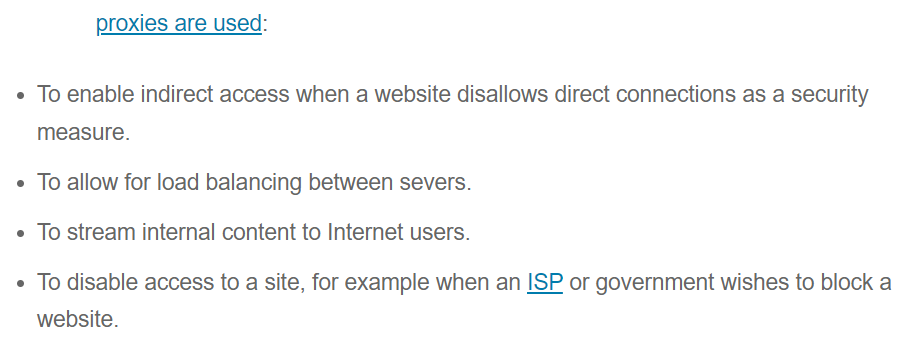 proxies are used:
• To enable indirect access when a website disallows direct connections as a security
measure.
• To allow for load balancing between severs.
• To stream internal content to Internet users.
• To disable access to a site, for example when an ISP or government wishes to block a
website.